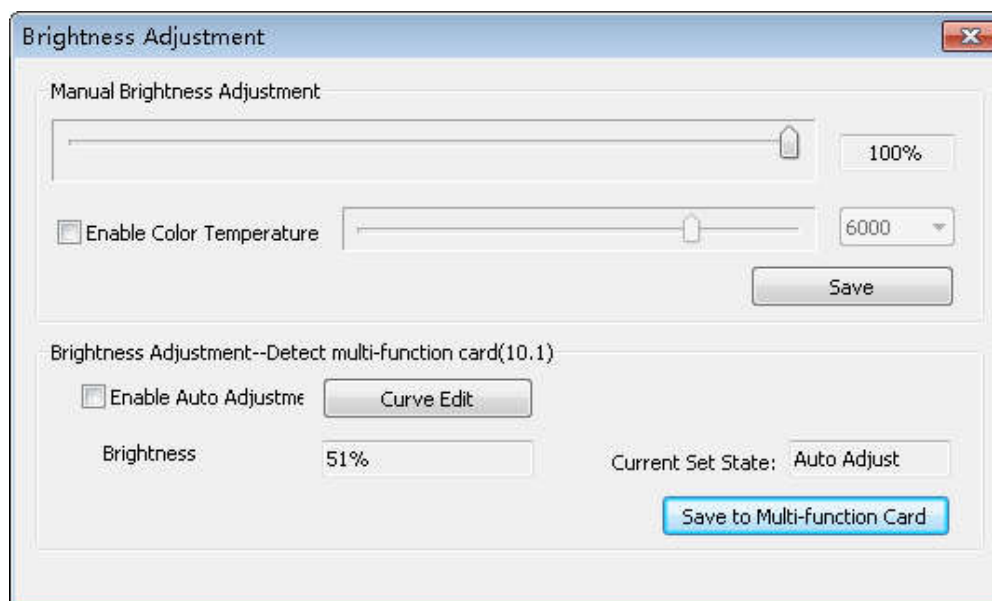 Brightness Adjustment
Manual Brightness Adjustment
100%
Enable Color Temperature
6000
Save
Brightness Adjustment--Detect multi-function card(10.1)
Enable Auto Adjustme
Curve Edit
Brightness
51%
Current Set State:
Auto Adjust
Save to Multi-function Card